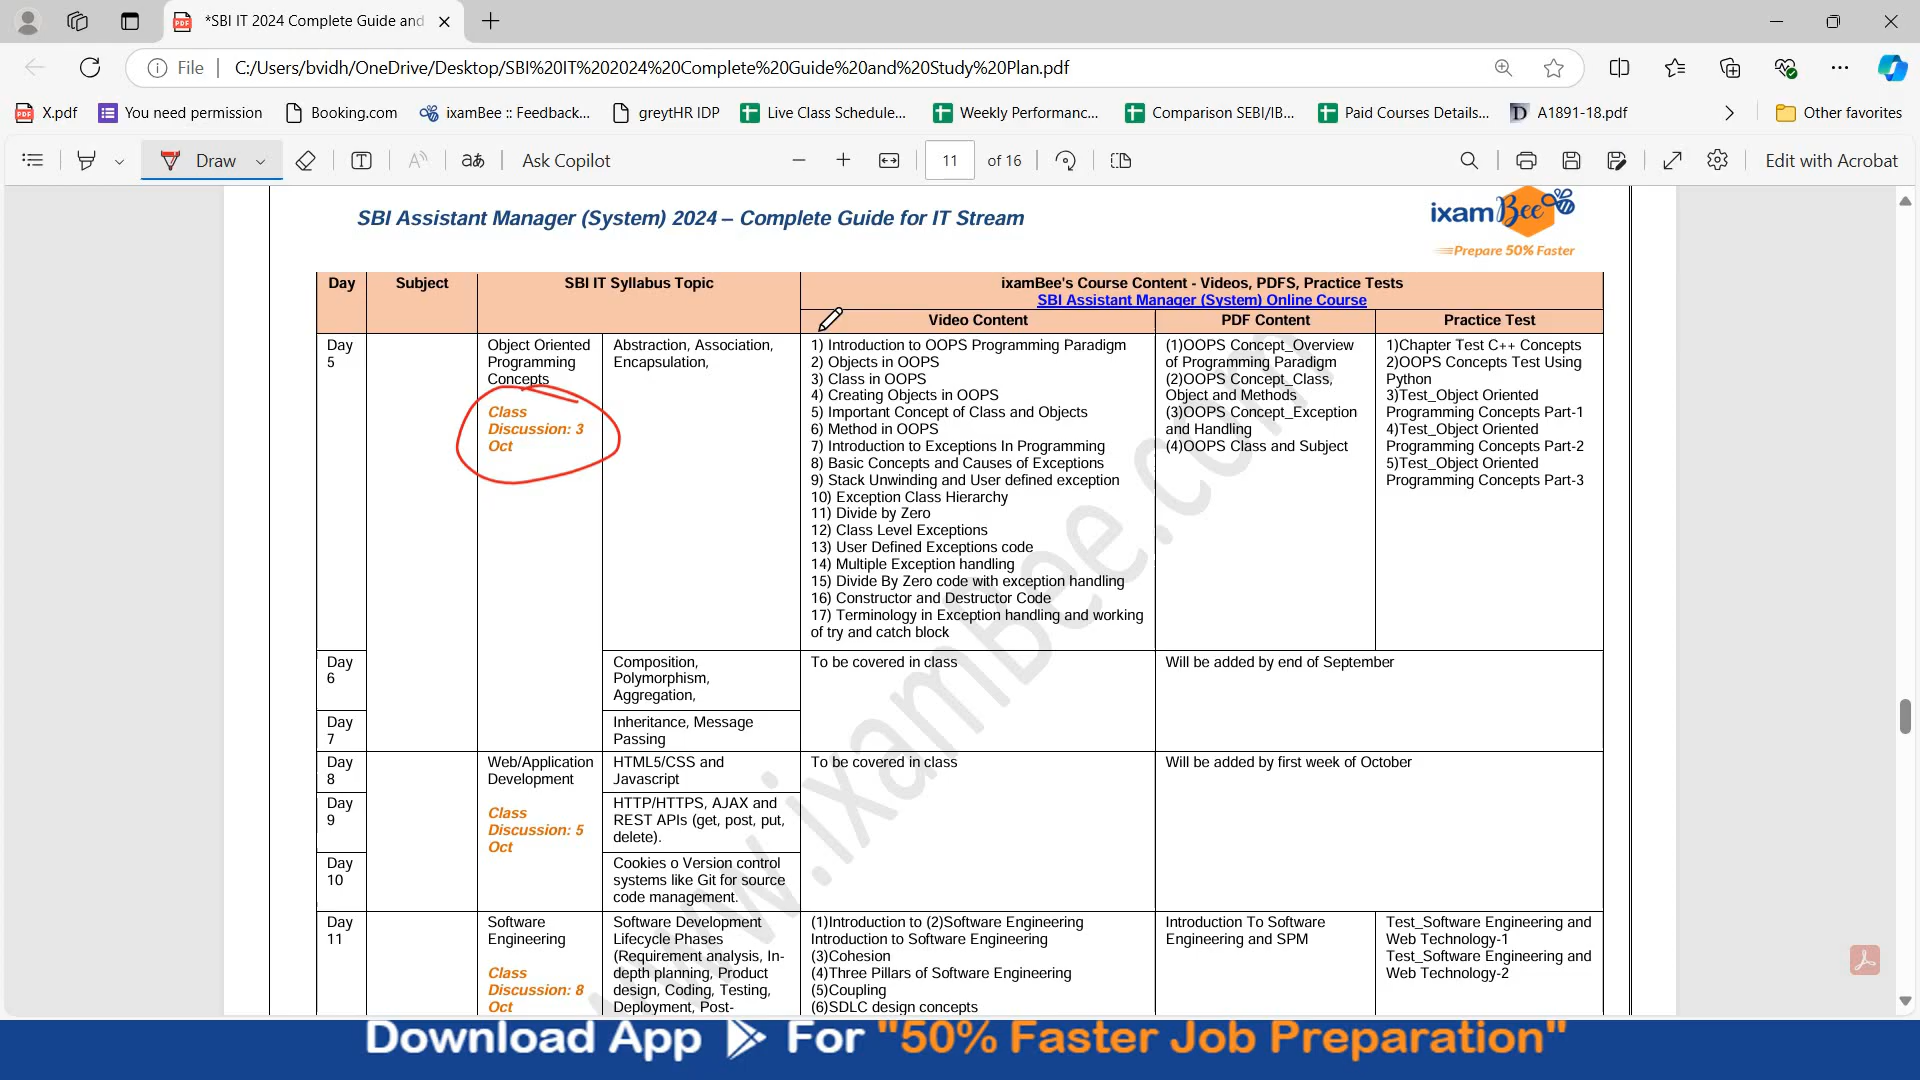 *SBI IT 2024 Complete Guide and
File
C:/Users/bvidh/OneDrive/Desktop/SBI%20IT%202024%20Complete%20Guide%20and%20Study%20Plan.pdf
X.pdf
You need permission
Booking.com
ixamBee :: Feedback...
greytHR IDP
Live Class Schedule...
Weekly Performanc...
Comparison SEBI/IB...
Paid Courses Details...
A1891-18.pdf
Other favorites
Draw
Ask Copilot
11 of 16
Edit with Acrobat
SBI Assistant Manager (System) 2024 – Complete Guide for IT Stream
ixamBee
Prepare 50% Faster
Day
Subject
SBI IT Syllabus Topic
ixamBee's Course Content - Videos, PDFS, Practice Tests
SBI Assistant Manager (System) Online Course
Video Content
PDF Content
Practice Test
Day
5
Object Oriented
Programming
Concepts
Class
Discussion: 3
Oct
Abstraction, Association,
Encapsulation,
1) Introduction to OOPS Programming Paradigm
2) Objects in OOPS
3) Class in OOPS
4) Creating Objects in OOPS
5) Important Concept of Class and Objects
6) Method in OOPS
7) Introduction to Exceptions In Programming
8) Basic Concepts and Causes of Exceptions
9) Stack Unwinding and User defined exception
10) Exception Class Hierarchy
11) Divide by Zero
12) Class Level Exceptions
13) User Defined Exceptions code
14) Multiple Exception handling
15) Divide By Zero code with exception handling
16) Constructor and Destructor Code
17) Terminology in Exception handling and working
of try and catch block
(1)OOPS Concept_Overview
of Programming Paradigm
(2)OOPS Concept_Class,
Object and Methods
(3)OOPS Concept_Exception
and Handling
(4)OOPS Class and Subject
1)Chapter Test C++ Concepts
2)OOPS Concepts Test Using
Python
3)Test_Object Oriented
Programming Concepts Part-1
4)Test_Object Oriented
Programming Concepts Part-2
5)Test_Object Oriented
Programming Concepts Part-3
Day
6
Composition,
Polymorphism,
Aggregation,
To be covered in class
Will be added by end of September
Day
7
Inheritance, Message
Passing
Day
8
Web/Application
Development
Class
Discussion: 5
Oct
HTML5/CSS and
Javascript
To be covered in class
Will be added by first week of October
Day
9
HTTP/HTTPS, AJAX and
REST APIs (get, post, put,
delete).
Day
10
Cookies o Version control
systems like Git for source
code management.
Day
11
Software
Engineering
Class
Discussion: 8
Oct
Software Development
Lifecycle Phases
(Requirement analysis, In-
depth planning, Product
design, Coding, Testing,
Deployment, Post-
(1)Introduction to (2)Software Engineering
Introduction to Software Engineering
(3)Cohesion
(4)Three Pillars of Software Engineering
(5)Coupling
(6)SDLC design concepts
Introduction To Software
Engineering and SPM
Test_Software Engineering and
Web Technology-1
Test_Software Engineering and
Web Technology-2
www.ixamBee.com
Download App For "50% Faster Job Preparation"